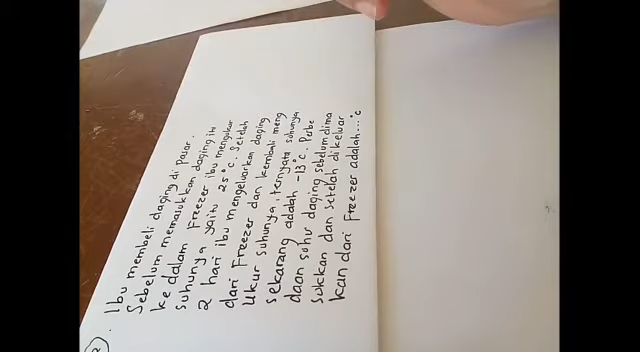 2. Ibu membeli daging di Pasar.
Sebelum memasukkan daging itu
ke dalam Freezer ibu mengukur
suhunya yaitu 25°C. Setelah
2 hari ibu mengeluarkan daging
dari Freezer dan kembali meng
ukur suhunya, ternyata suhunya
sekarang adalah -13°C. Perbe
daan suhu daging sebelum dima
sukkan dan setelah dikeluar
kan dari Freezer adalah...°c